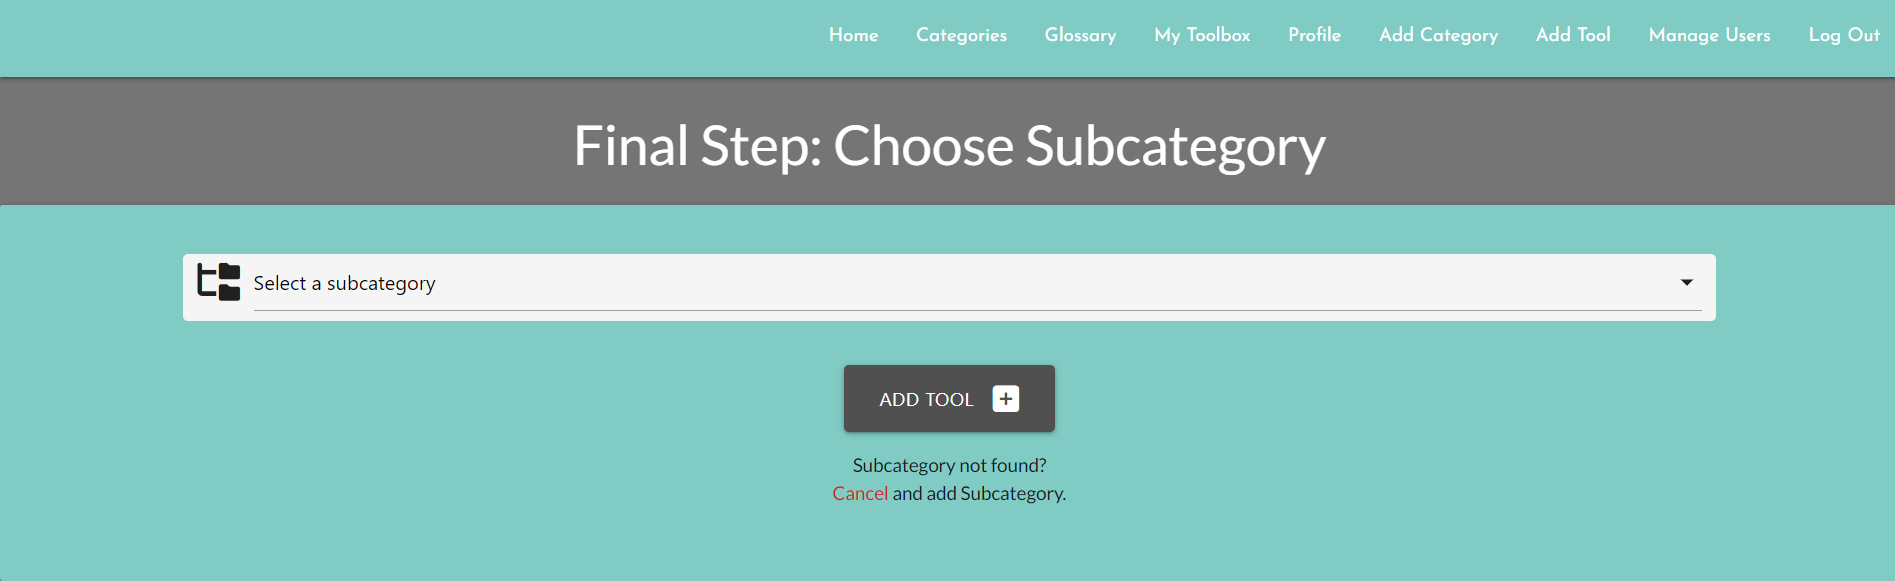 Home Categories Glossary My Toolbox Profile Add Category Add Tool Manage Users Log Out
Final Step: Choose Subcategory
Select a subcategory
ADD TOOL
Subcategory not found?
Cancel and add Subcategory.